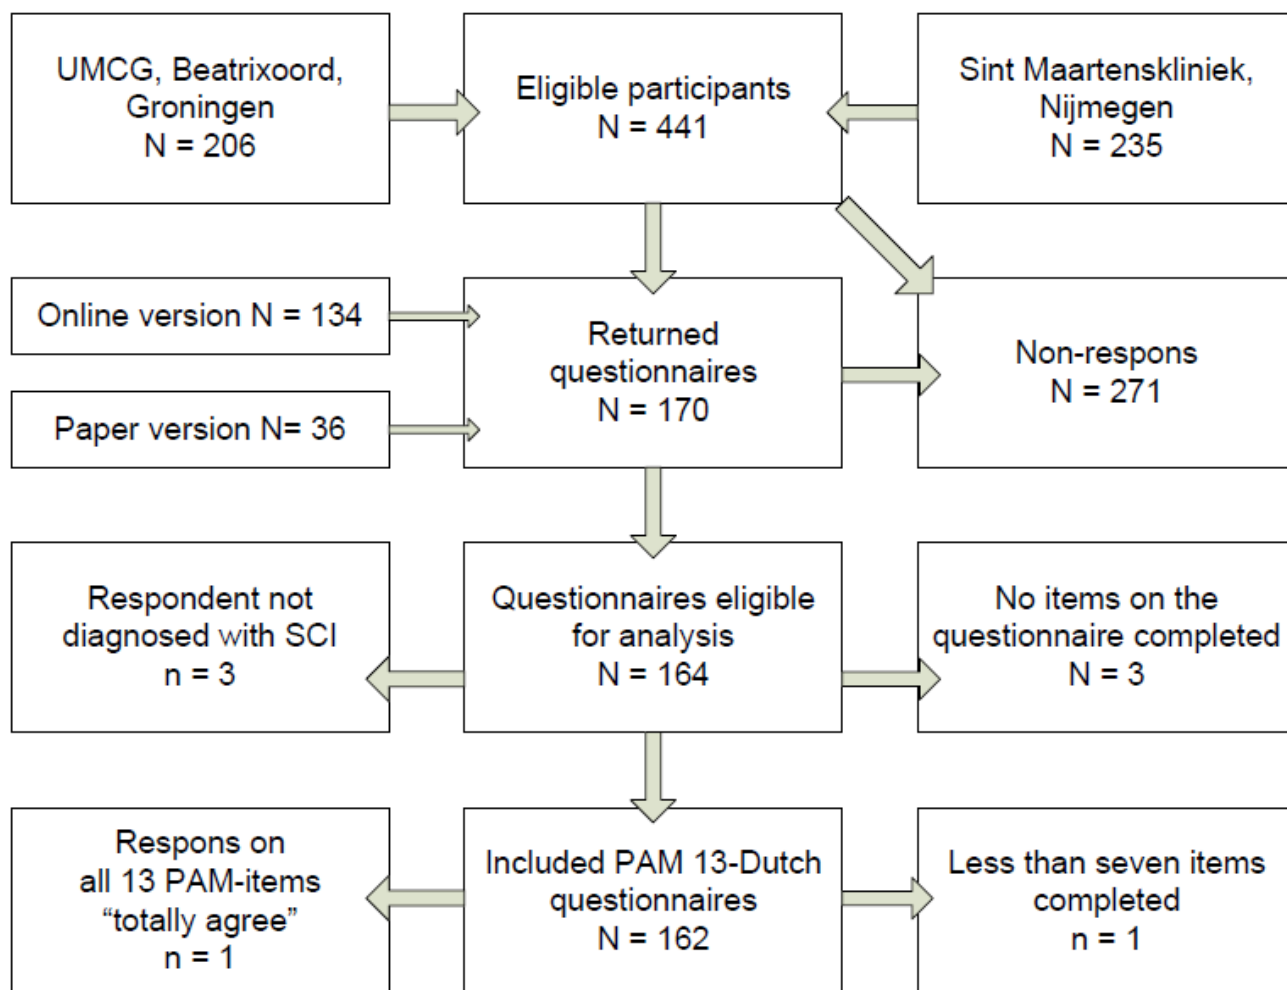 UMCG, Beatrixoord,
Groningen
N = 206
Eligible participants
N = 441
Sint Maartenskliniek,
Nijmegen
N = 235
Online version N = 134
Paper version N= 36
Returned
questionnaires
N = 170
Non-respons
N = 271
Respondent not
diagnosed with SCI
n = 3
Questionnaires eligible
for analysis
N = 164
No items on the
questionnaire completed
N = 3
Respons on
all 13 PAM-items
“totally agree”
n = 1
Included PAM 13-Dutch
questionnaires
N = 162
Less than seven items
completed
n = 1